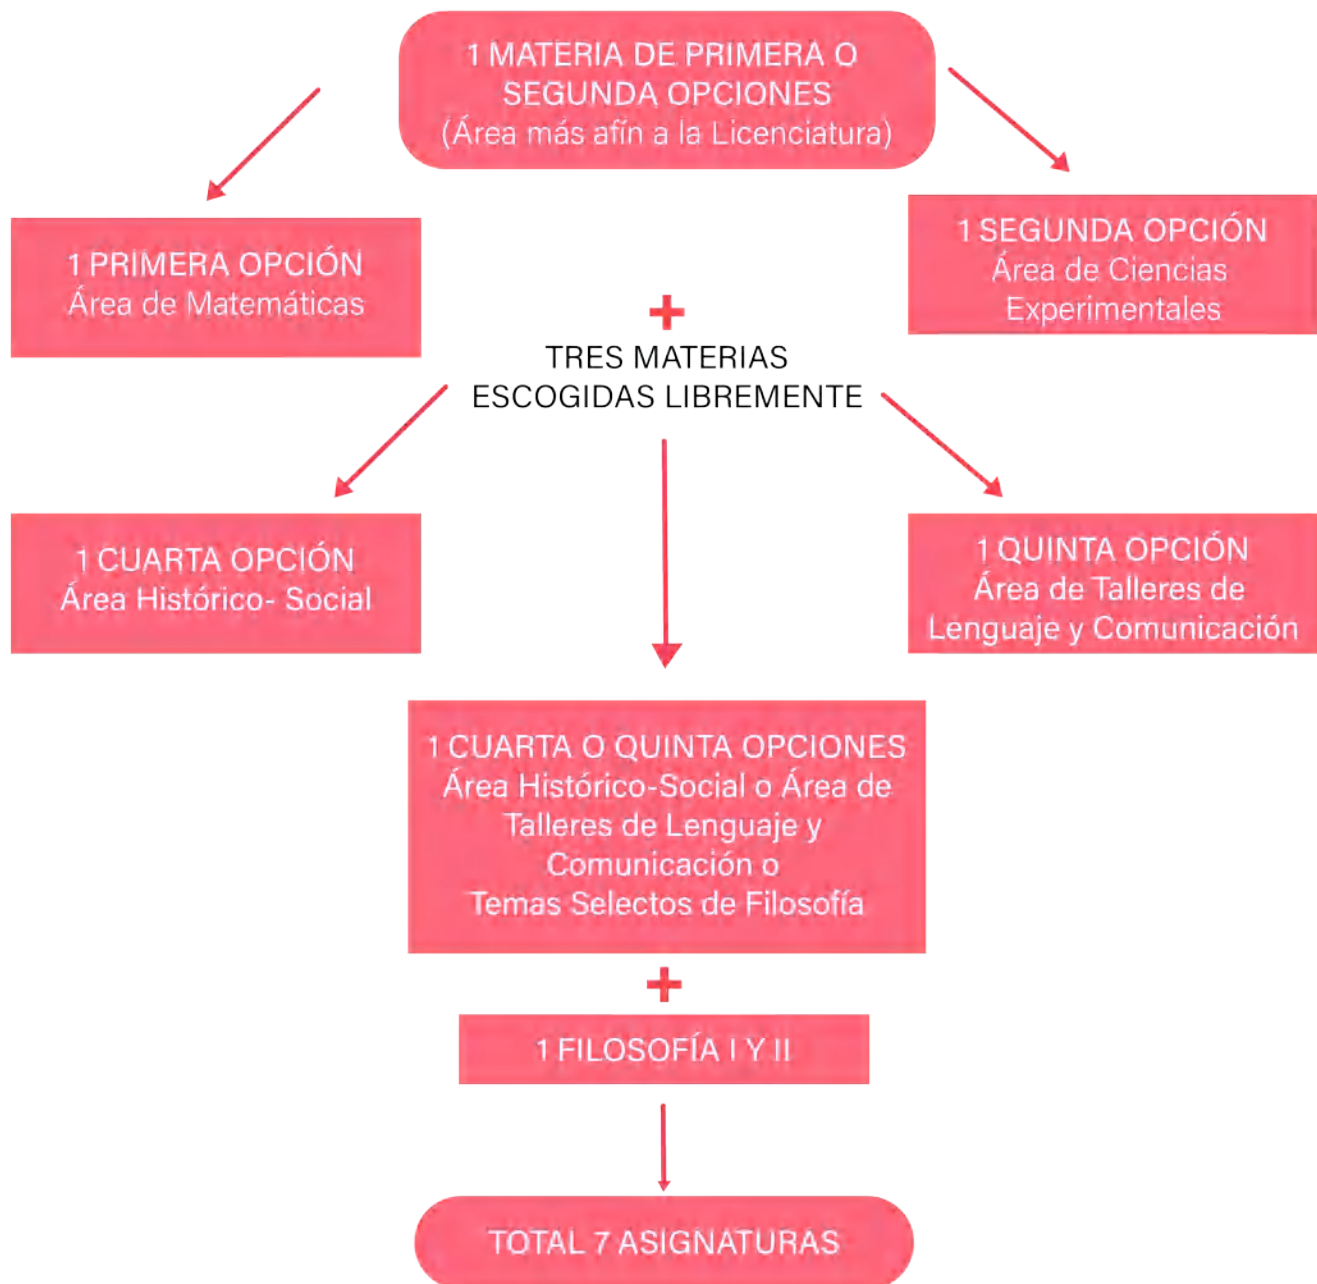 1 MATERIA DE PRIMERA O
SEGUNDA OPCIONES
(Área más afín a la Licenciatura)
1 PRIMERA OPCIÓN
Área de Matemáticas
1 SEGUNDA OPCIÓN
Área de Ciencias
Experimentales
+
TRES MATERIAS
ESCOGIDAS LIBREMENTE
1 CUARTA OPCIÓN
Área Histórico- Social
1 QUINTA OPCIÓN
Área de Talleres de
Lenguaje y Comunicación
1 CUARTA O QUINTA OPCIONES
Área Histórico-Social o Área de
Talleres de Lenguaje y
Comunicación o
Temas Selectos de Filosofía
+
1 FILOSOFÍA I Y II
TOTAL 7 ASIGNATURAS